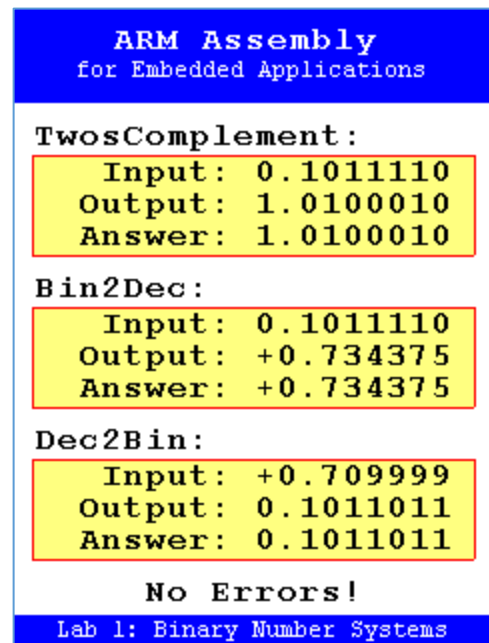 ARM Assembly
for Embedded Applications
TwosComplement:
Input: 0.1011110
Output: 1.0100010
Answer: 1.0100010
Bin2Dec:
Input: 0.1011110
Output: +0.734375
Answer: +0.734375
Dec2Bin:
Input: +0.709999
Output: 0.1011011
Answer: 0.1011011
No Errors!
Lab 1: Binary Number Systems